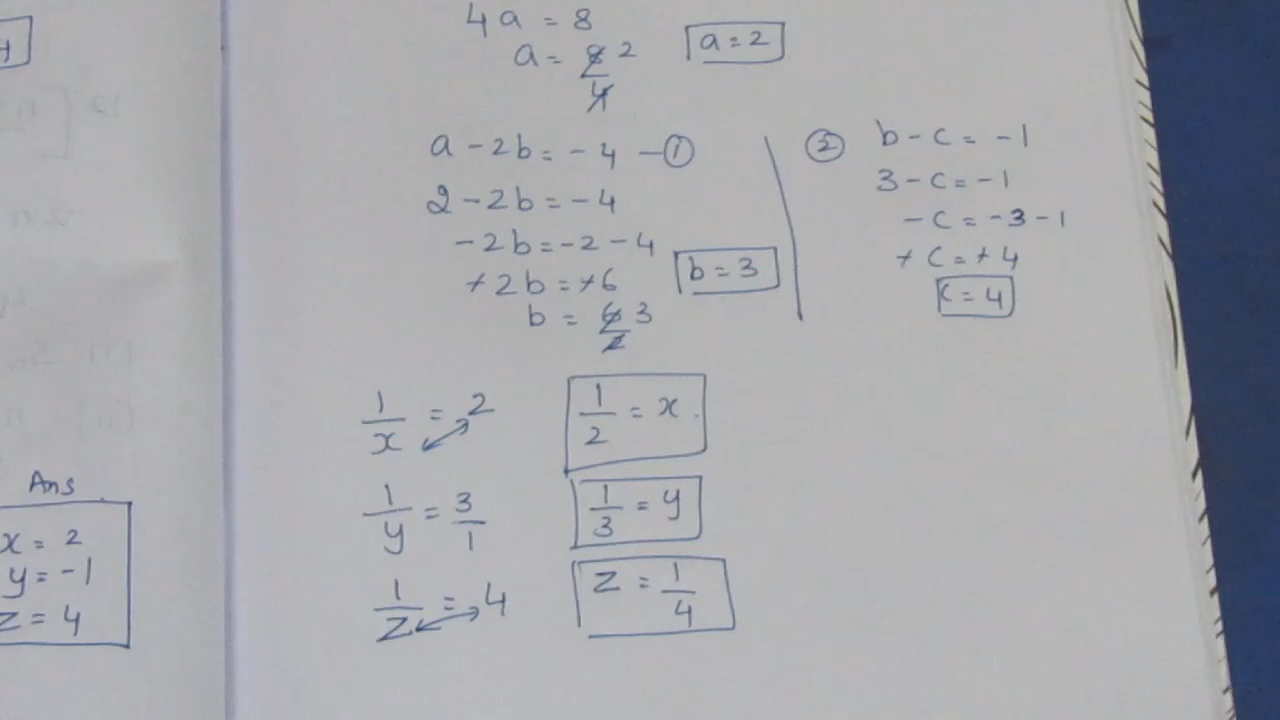 4a = 8
a = 8/4 2
a = 2
a - 2b = -4 - ①
2 - 2b = -4
-2b = -2 - 4
+2b = +6
b = 6/2 3
b = 3
② b - c = -1
3 - c = -1
-c = -3 - 1
+c = +4
c = 4
1/x = 2
1/2 = x.
1/y = 3/1
1/3 = y
1/z = 4
z = 1/4
Ans
x = 2
y = -1
z = 4